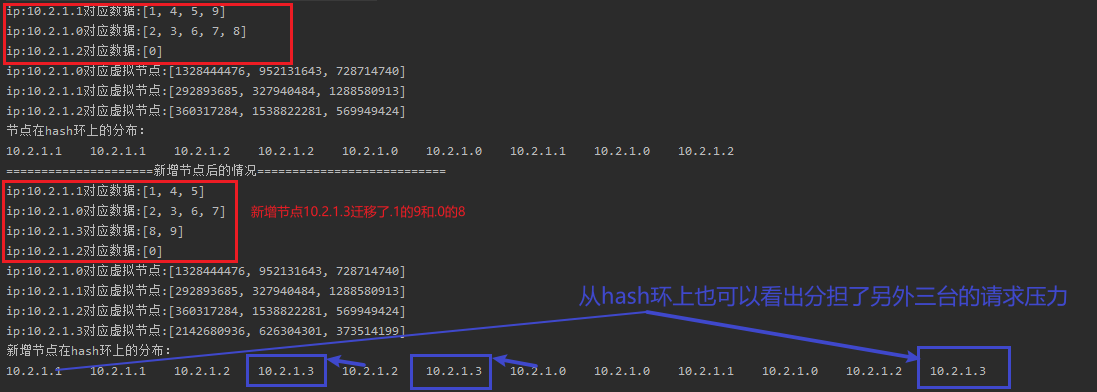 ip:10.2.1.1对应数据:[1, 4, 5, 9]
ip:10.2.1.0对应数据:[2, 3, 6, 7, 8]
ip:10.2.1.2对应数据:[0]
ip:10.2.1.0对应虚拟节点:[1328444476, 952131643, 728714740]
ip:10.2.1.1对应虚拟节点:[292893685, 327940484, 1288580913]
ip:10.2.1.2对应虚拟节点:[360317284, 1538822281, 569949424]
节点在hash环上的分布:
10.2.1.1 10.2.1.1 10.2.1.2 10.2.1.2 10.2.1.0 10.2.1.0 10.2.1.1 10.2.1.0 10.2.1.2
=====================新增节点后的情况===========================
ip:10.2.1.1对应数据:[1, 4, 5]
ip:10.2.1.0对应数据:[2, 3, 6, 7]
新增节点10.2.1.3迁移了.1的9和.0的8
ip:10.2.1.3对应数据:[8, 9]
ip:10.2.1.2对应数据:[0]
ip:10.2.1.0对应虚拟节点:[1328444476, 952131643, 728714740]
ip:10.2.1.1对应虚拟节点:[292893685, 327940484, 1288580913]
从hash环上也可以看出分担了另外三台的请求压力
ip:10.2.1.2对应虚拟节点:[360317284, 1538822281, 569949424]
ip:10.2.1.3对应虚拟节点:[2142680936, 626304301, 373514199]
新增节点在hash环上的分布:
10.2.1.1 10.2.1.1 10.2.1.2 10.2.1.3 10.2.1.2 10.2.1.3 10.2.1.0 10.2.1.0 10.2.1.1 10.2.1.0 10.2.1.2 10.2.1.3